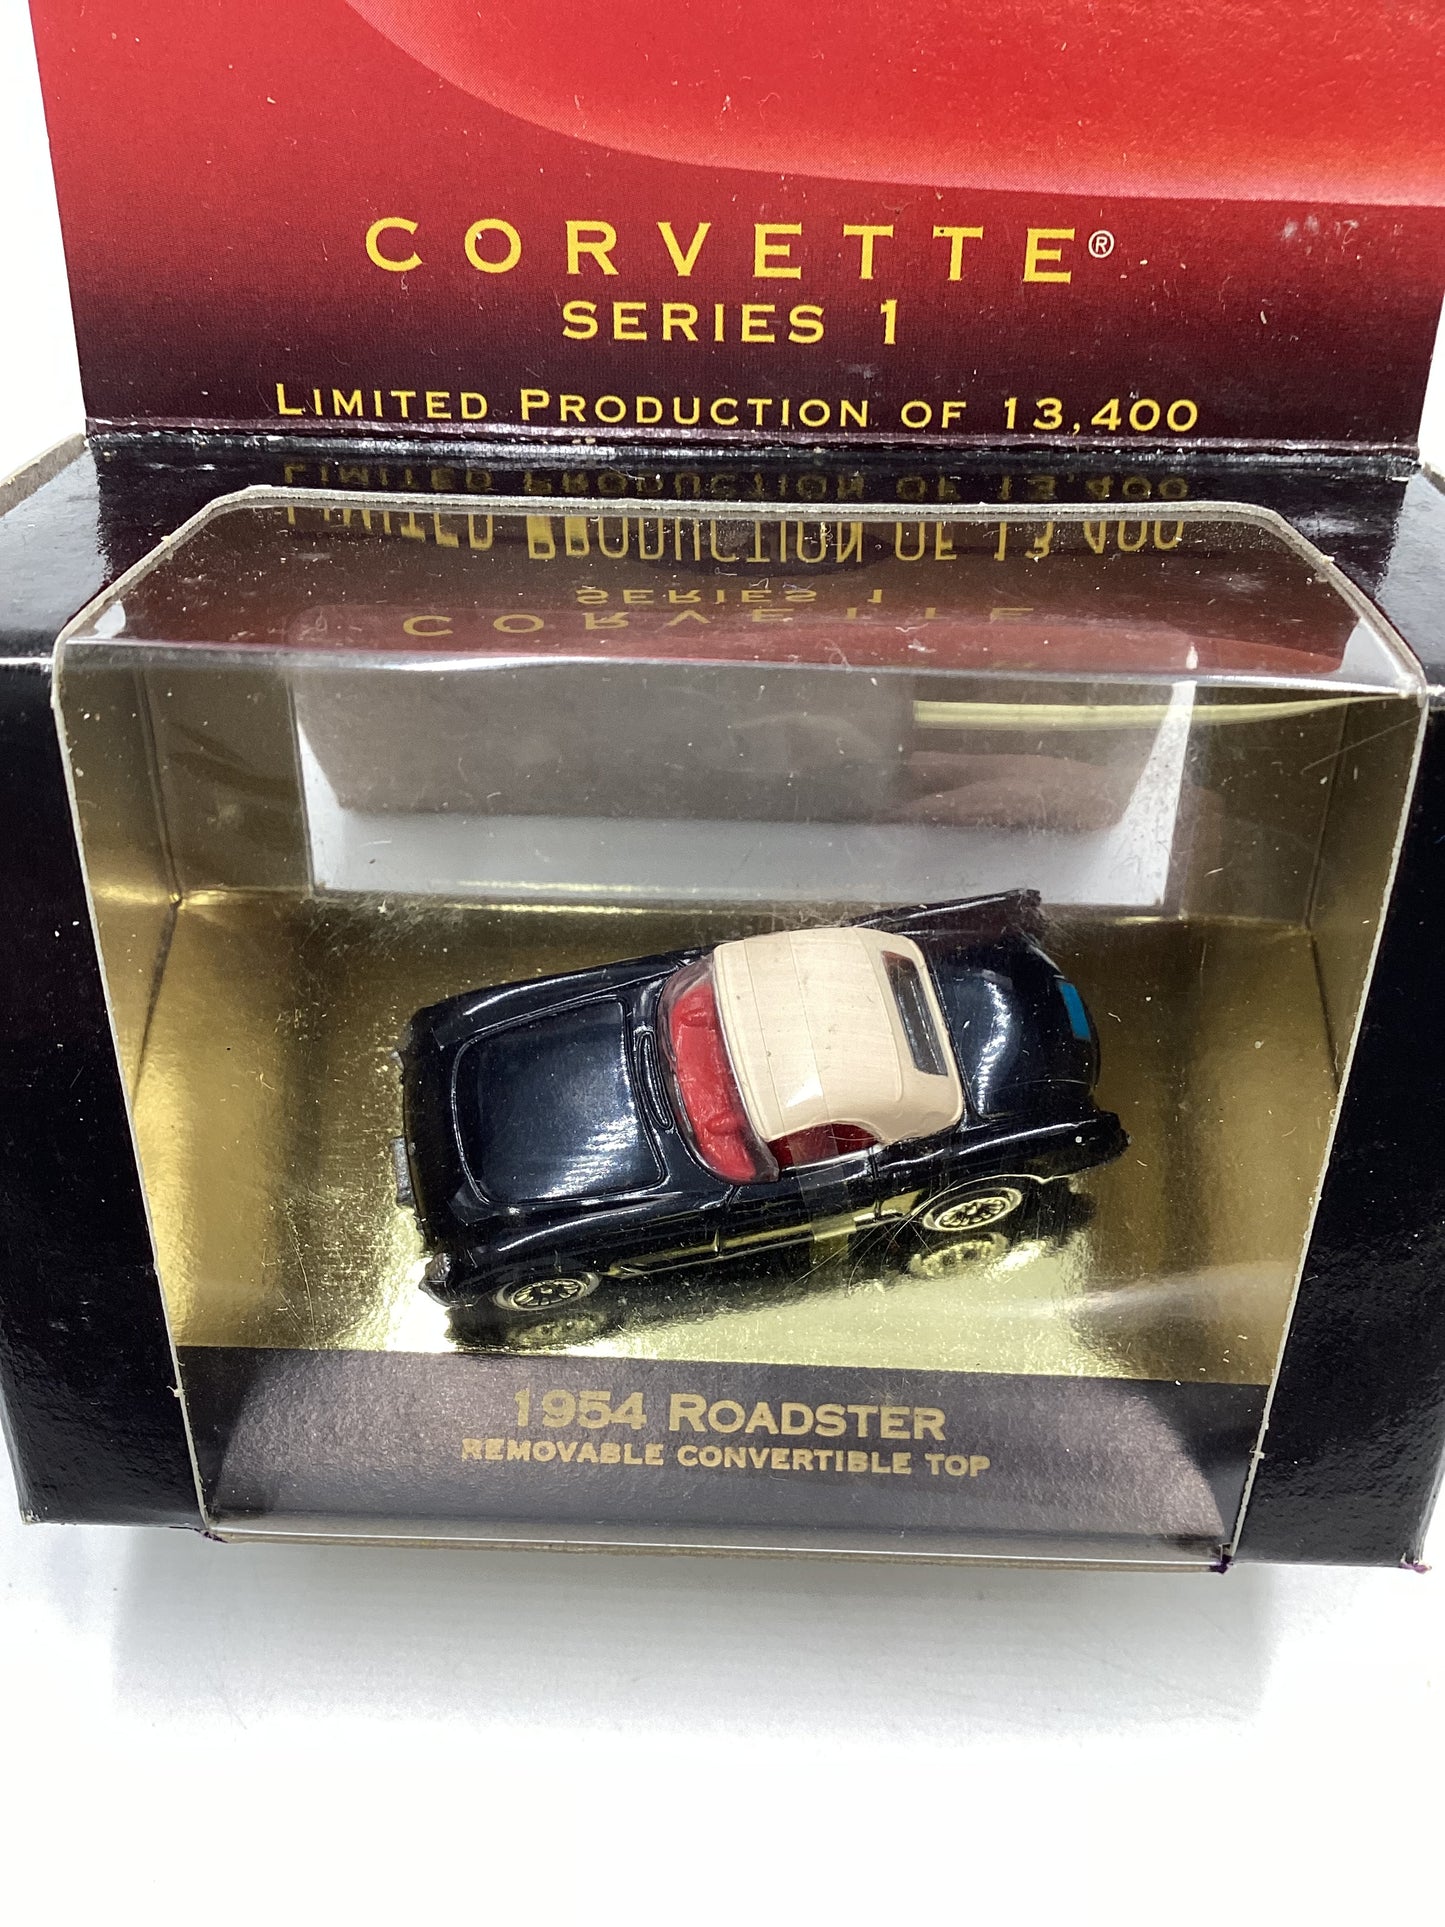 CORVETTE®
SERIES 1
LIMITED PRODUCTION OF 13,400
1954 ROADSTER
REMOVABLE CONVERTIBLE TOP